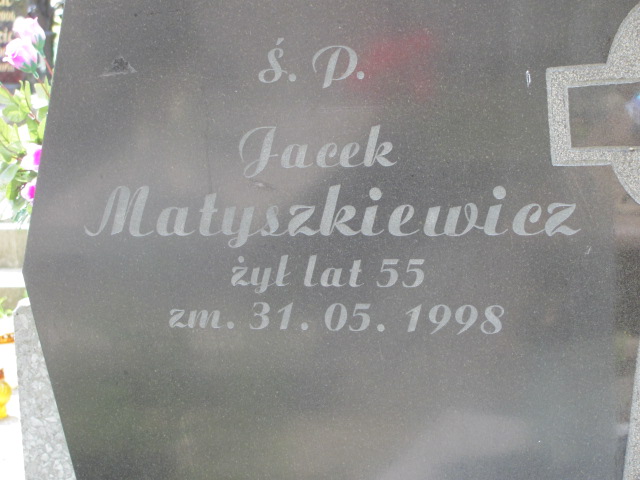 Ś. P.
Jacek
Matyszkiewicz
żył lat 55
zm. 31. 05. 1998